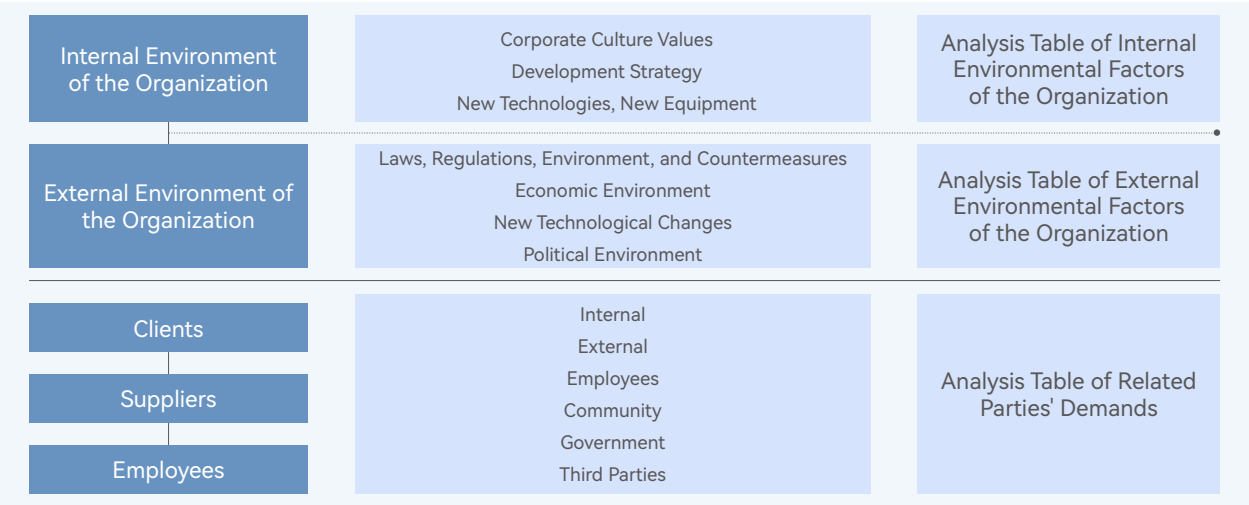 Internal Environment
of the Organization
Corporate Culture Values
Development Strategy
New Technologies, New Equipment
Analysis Table of Internal
Environmental Factors
of the Organization
External Environment of
the Organization
Laws, Regulations, Environment, and Countermeasures
Economic Environment
New Technological Changes
Political Environment
Analysis Table of External
Environmental Factors
of the Organization
Clients
Suppliers
Employees
Internal
External
Employees
Community
Government
Third Parties
Analysis Table of Related
Parties' Demands